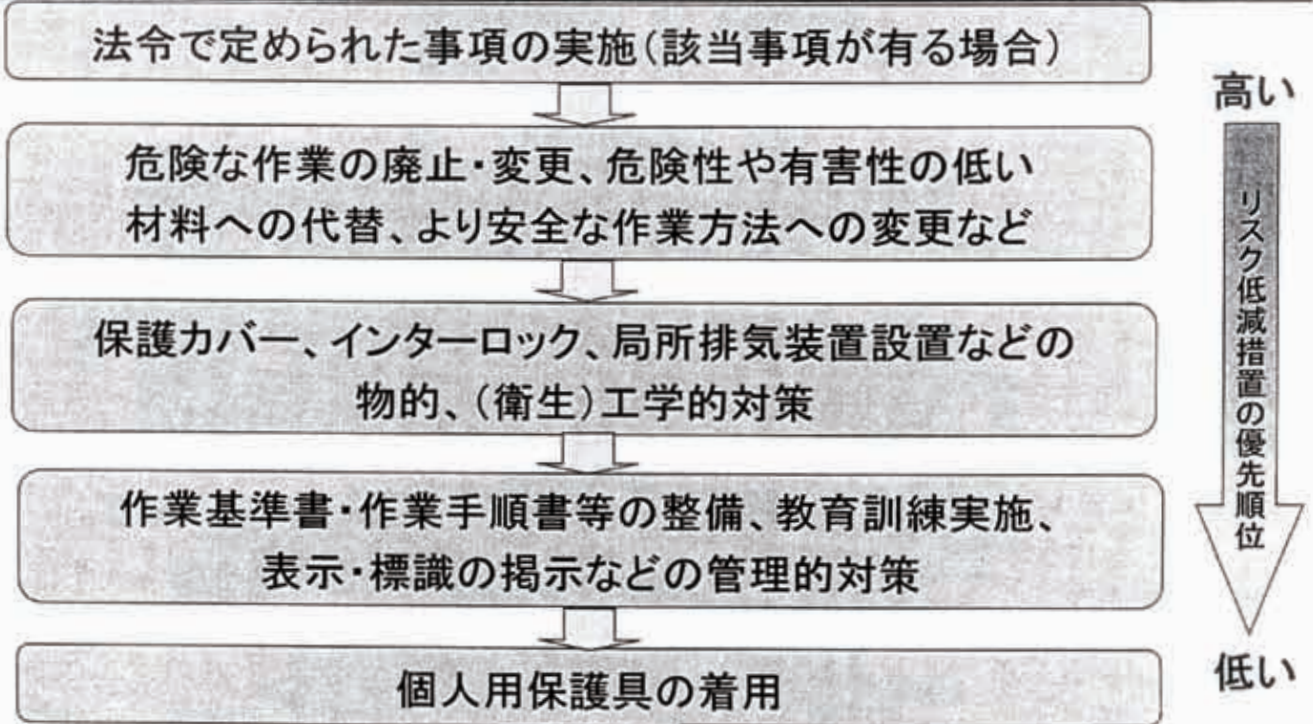 法令で定められた事項の実施(該当事項が有る場合)
危険な作業の廃止・変更、危険性や有害性の低い
材料への代替、より安全な作業方法への変更など
保護カバー、インターロック、局所排気装置設置などの
物的、(衛生)工学的対策
作業基準書・作業手順書等の整備、教育訓練実施、
表示・標識の掲示などの管理的対策
個人用保護具の着用
高い
リスク低減措置の優先順位
低い